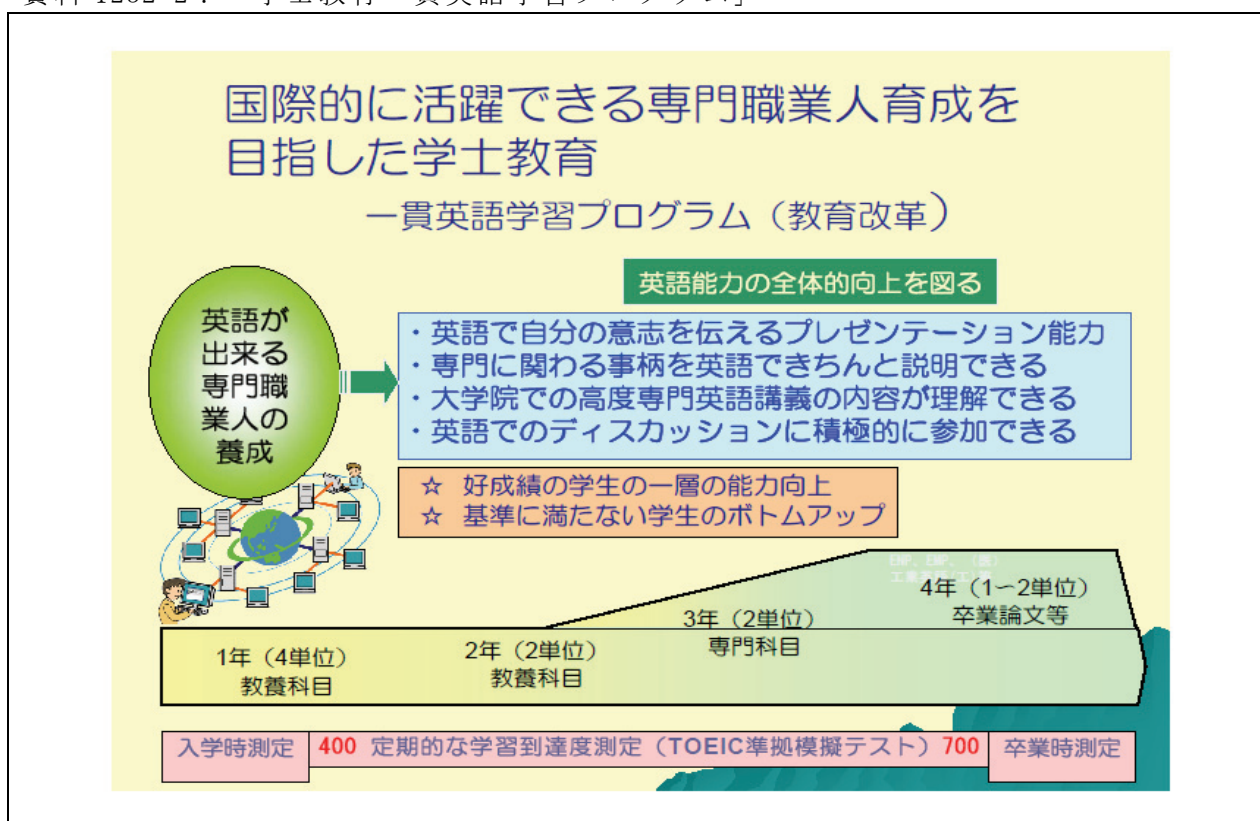 国際的に活躍できる専門職業人育成を
目指した学士教育
一貫英語学習プログラム（教育改革）
英語が
出来る
専門職
業人の
養成
英語能力の全体的向上を図る
・英語で自分の意志を伝えるプレゼンテーション能力
・専門に関わる事柄を英語できちんと説明できる
・大学院での高度専門英語講義の内容が理解できる
・英語でのディスカッションに積極的に参加できる
☆ 好成績の学生の一層の能力向上
☆ 基準に満たない学生のボトムアップ
1年（4単位）
教養科目
2年（2単位）
教養科目
3年（2単位）
専門科目
4年（1～2単位）
卒業論文等
入学時測定
400 定期的な学習到達度測定（TOEIC準拠模擬テスト）700
卒業時測定